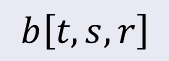 b[t, s, r]